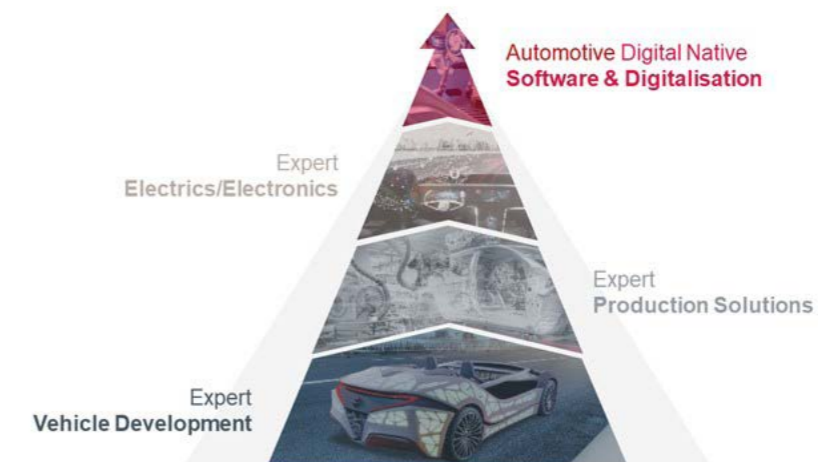 Automotive Digital Native
Software & Digitalisation
Expert
Electrics/Electronics
Expert
Production Solutions
Expert
Vehicle Development